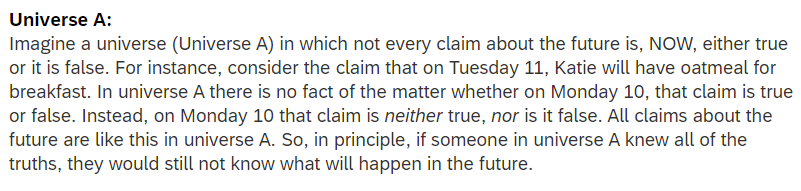 Universe A:
Imagine a universe (Universe A) in which not every claim about the future is, NOW, either true
or it is false. For instance, consider the claim that on Tuesday 11, Katie will have oatmeal for
breakfast. In universe A there is no fact of the matter whether on Monday 10, that claim is true
or false. Instead, on Monday 10 that claim is neither true, nor is it false. All claims about the
future are like this in universe A. So, in principle, if someone in universe A knew all of the
truths, they would still not know what will happen in the future.